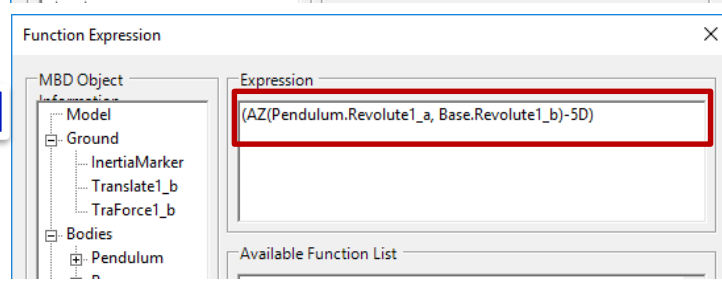 Function Expression
MBD Object
Information
Expression
(AZ(Pendulum.Revolute1_a, Base.Revolute1_b)-5D)
Model
Ground
InertiaMarker
Translate1_b
TraForce1_b
Bodies
Pendulum
Available Function List